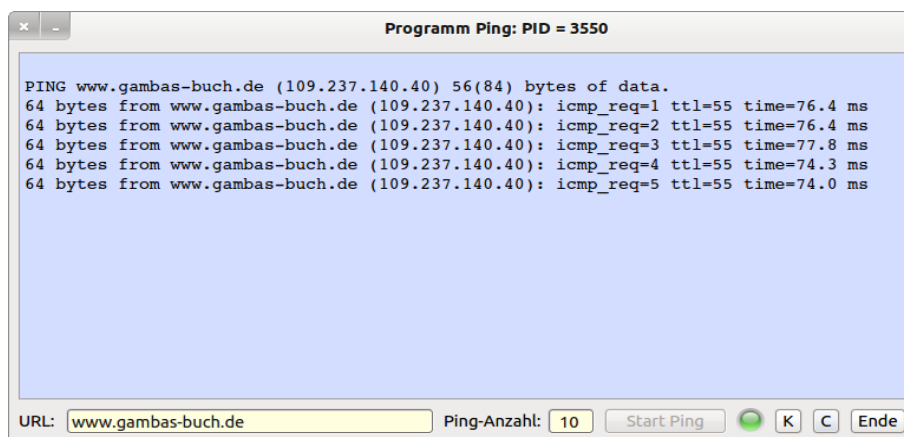 Programm Ping: PID = 3550
PING www.gambas-buch.de (109.237.140.40) 56(84) bytes of data.
64 bytes from www.gambas-buch.de (109.237.140.40): icmp_req=1 ttl=55 time=76.4 ms
64 bytes from www.gambas-buch.de (109.237.140.40): icmp_req=2 ttl=55 time=76.4 ms
64 bytes from www.gambas-buch.de (109.237.140.40): icmp_req=3 ttl=55 time=77.8 ms
64 bytes from www.gambas-buch.de (109.237.140.40): icmp_req=4 ttl=55 time=74.3 ms
64 bytes from www.gambas-buch.de (109.237.140.40): icmp_req=5 ttl=55 time=74.0 ms
URL: www.gambas-buch.de Ping-Anzahl: 10 Start Ping K C Ende